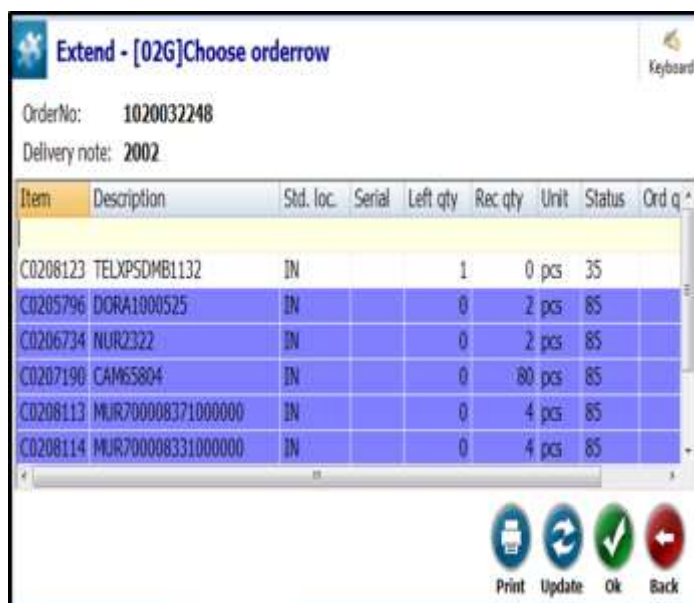 Extend - [02G]Choose orderrow
Keyboard
OrderNo: 1020032248
Delivery note: 2002
Item Description Std. loc. Serial Left qty Rec qty Unit Status Ord q
C0208123 TELXPSDMB1132 IN 1 0 pcs 35
C0205796 DORA1000525 IN 0 2 pcs 85
C0206734 NUR2322 IN 0 2 pcs 85
C0207190 CAM65804 IN 0 80 pcs 85
C0208113 MUR700008371000000 IN 0 4 pcs 85
C0208114 MUR700008331000000 IN 0 4 pcs 85
Print Update Ok Back